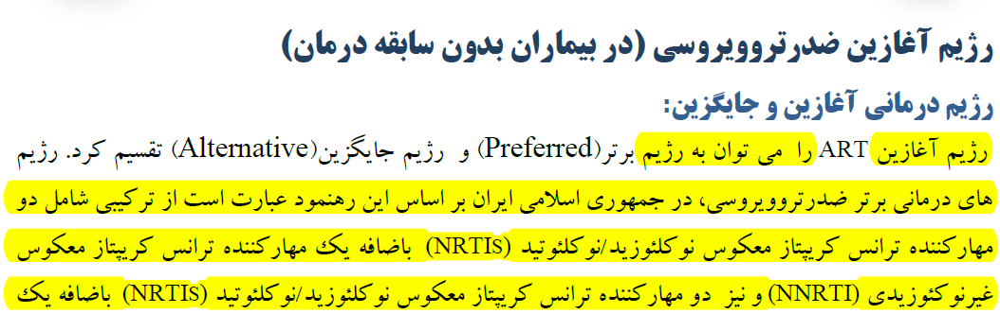 رژیم آغازین ضدرتروویروسی (در بیماران بدون سابقه درمان)
رژیم درمانی آغازین و جایگزین:
رژیم آغازین ART را می توان به رژیم برتر(Preferred) و رژیم جایگزین(Alternative) تقسیم کرد. رژیم
های درمانی برتر ضدرتروویروسی، در جمهوری اسلامی ایران بر اساس این رهنمود عبارت است از ترکیبی شامل دو
مهارکننده ترانس کریپتاز معکوس نوکلئوزید/نوکلئوتید (NRTIs) باضافه یک مهارکننده ترانس کریپتاز معکوس
غیرنوکئوزیدی (NNRTI) و نیز دو مهارکننده ترانس کریپتاز معکوس نوکلئوزید/نوکلئوتید (NRTIs) باضافه یک